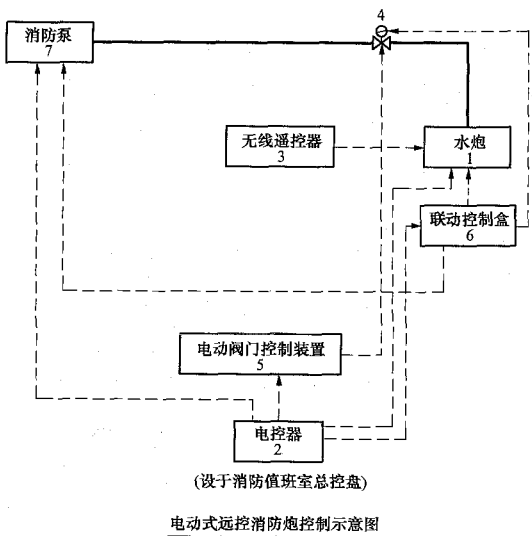 4
消防泵
7
无线遥控器
3
水炮
1
联动控制盒
6
电动阀门控制装置
5
电控器
2
(设于消防值班室总控盘)
电动式远控消防炮控制示意图